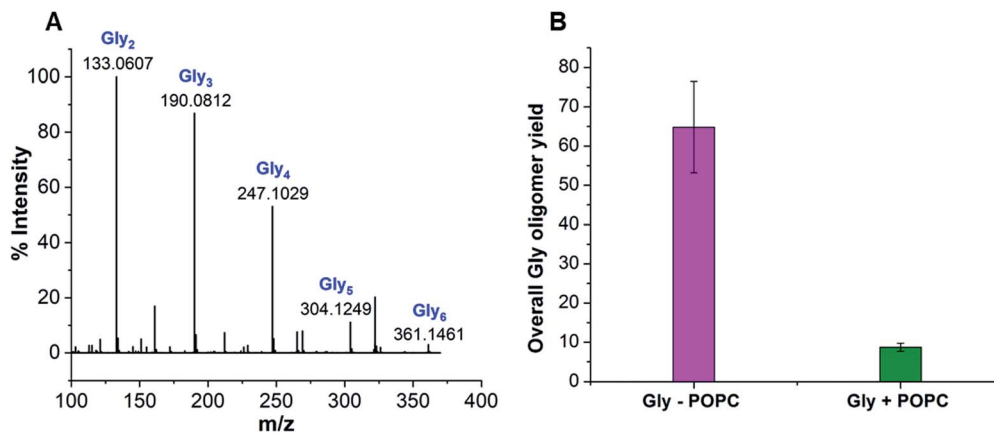 A
Gly2
133.0607
Gly3
190.0812
Gly4
247.1029
Gly5
304.1249
Gly6
361.1461
100
80
60
40
20
0
% Intensity
100
150
200
250
300
350
400
m/z
B
80
70
60
50
40
30
20
10
0
Overall Gly oligomer yield
Gly - POPC
Gly + POPC